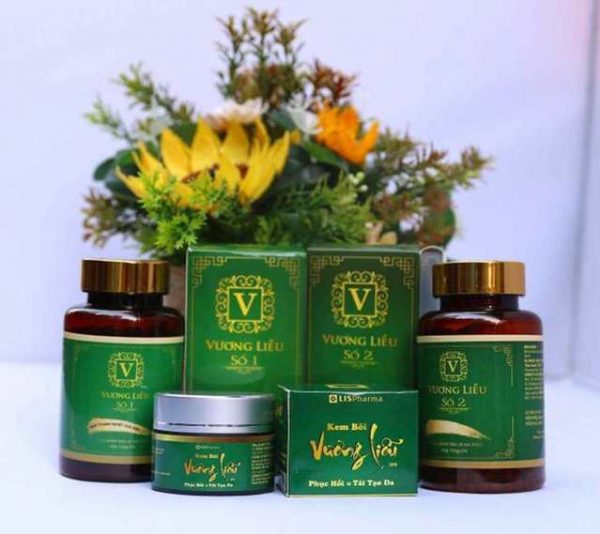 V
VƯƠNG LIỄU
SỐ 1
V
VƯƠNG LIỄU
SỐ 2
V
VƯƠNG LIỄU
SỐ 1
V
VƯƠNG LIỄU
SỐ 2
Kem Bôi
Vương Liễu
Phục Hồi & Tái Tạo Da
LISPharma
Kem Bôi
Vương Liễu
Phục Hồi & Tái Tạo Da